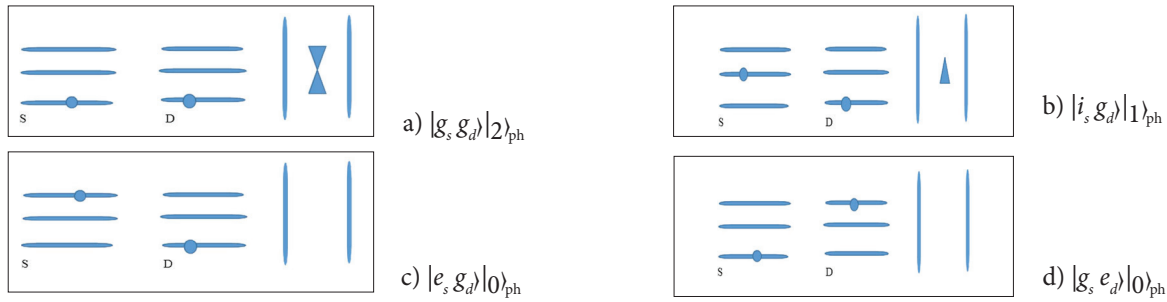 S D
a) |g_s g_d⟩|2⟩_ph
S D
b) |i_s g_d⟩|1⟩_ph
S D
c) |e_s g_d⟩|0⟩_ph
S D
d) |g_s e_d⟩|0⟩_ph